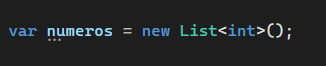 var numeros = new List<int>();